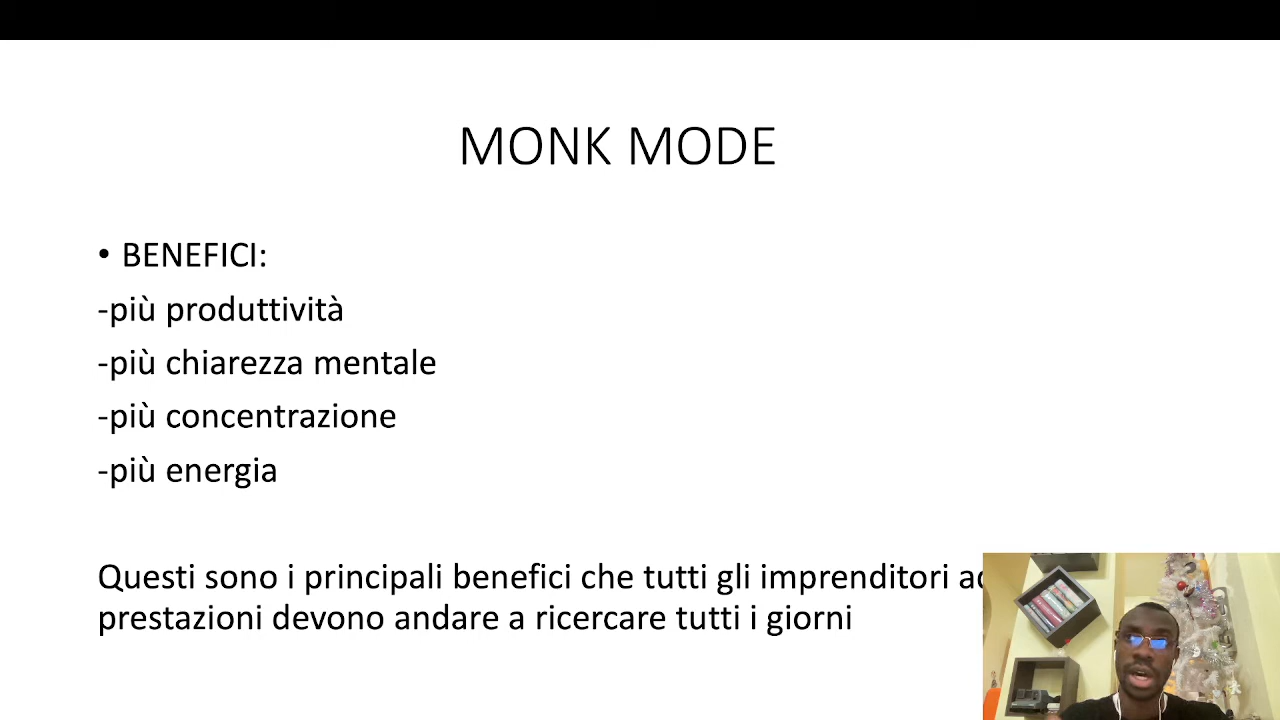 MONK MODE
• BENEFICI:
-più produttività
-più chiarezza mentale
-più concentrazione
-più energia
Questi sono i principali benefici che tutti gli imprenditori
prestazioni devono andare a ricercare tutti i giorni